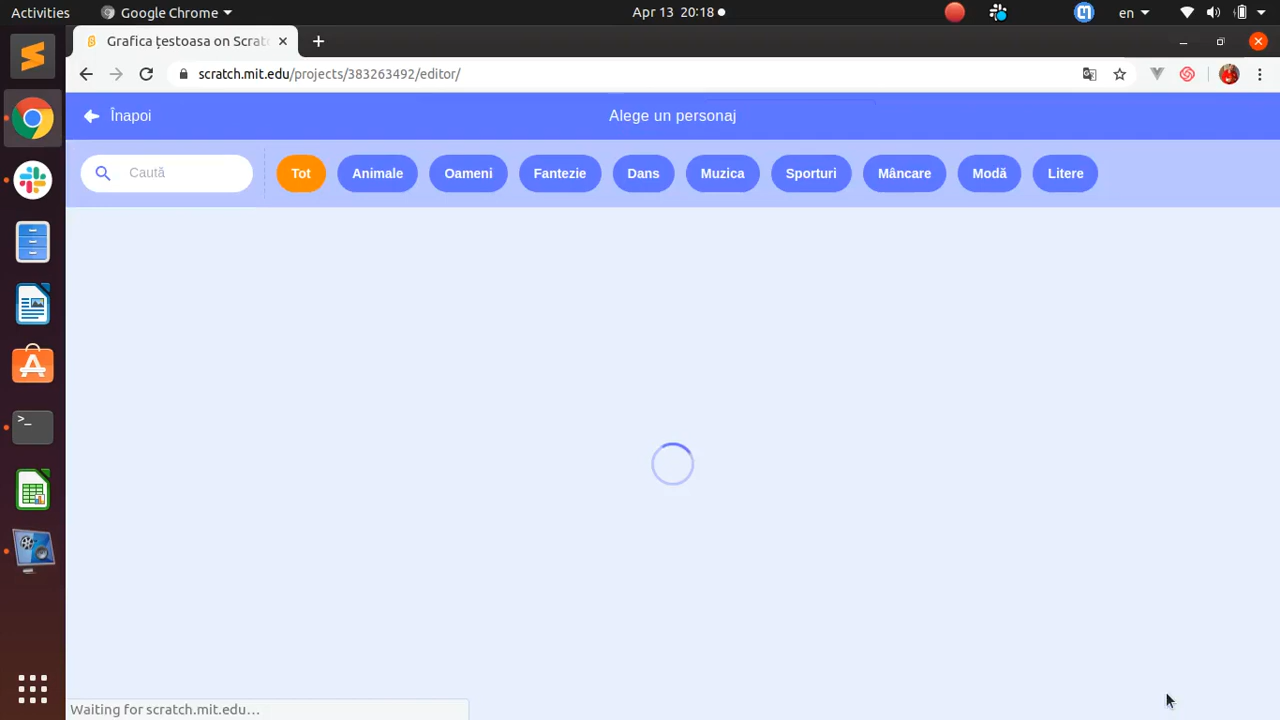 Activities
Google Chrome
Apr 13 20:18
en
Grafica țestoasa on Scratc
scratch.mit.edu/projects/383263492/editor/
Înapoi
Alege un personaj
Caută
Tot
Animale
Oameni
Fantezie
Dans
Muzica
Sporturi
Mâncare
Modă
Litere
Waiting for scratch.mit.edu…